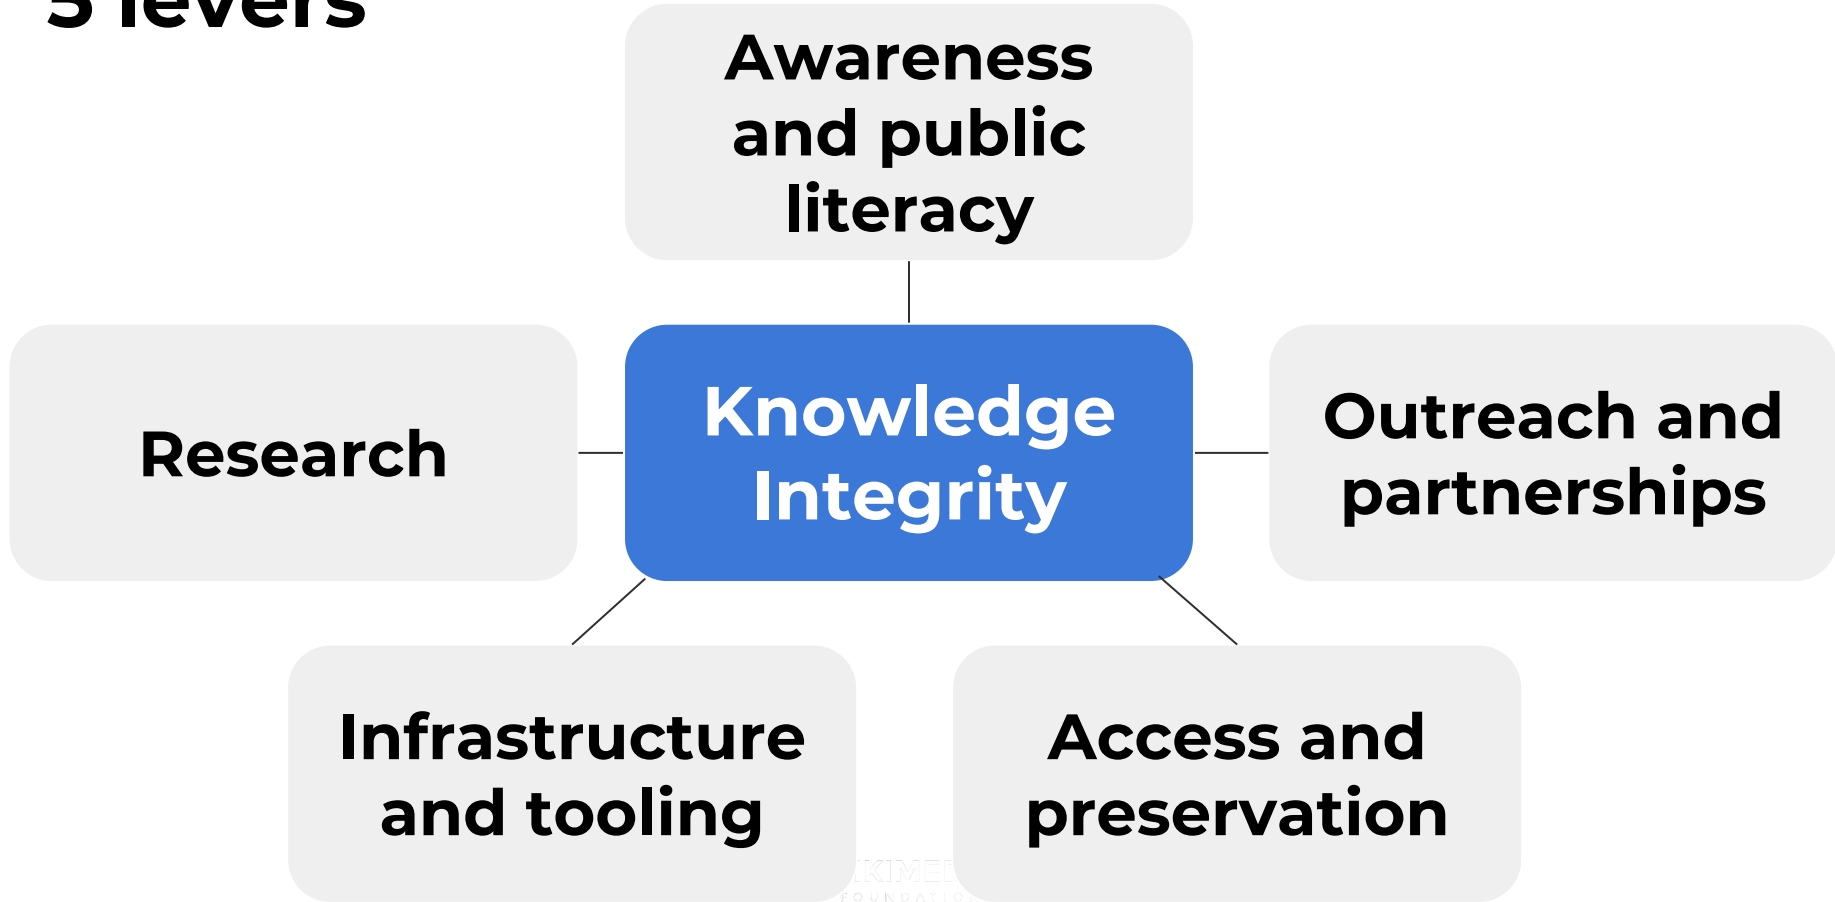 5 levers
Awareness
and public
literacy
Research
Knowledge
Integrity
Outreach and
partnerships
Infrastructure
and tooling
Access and
preservation